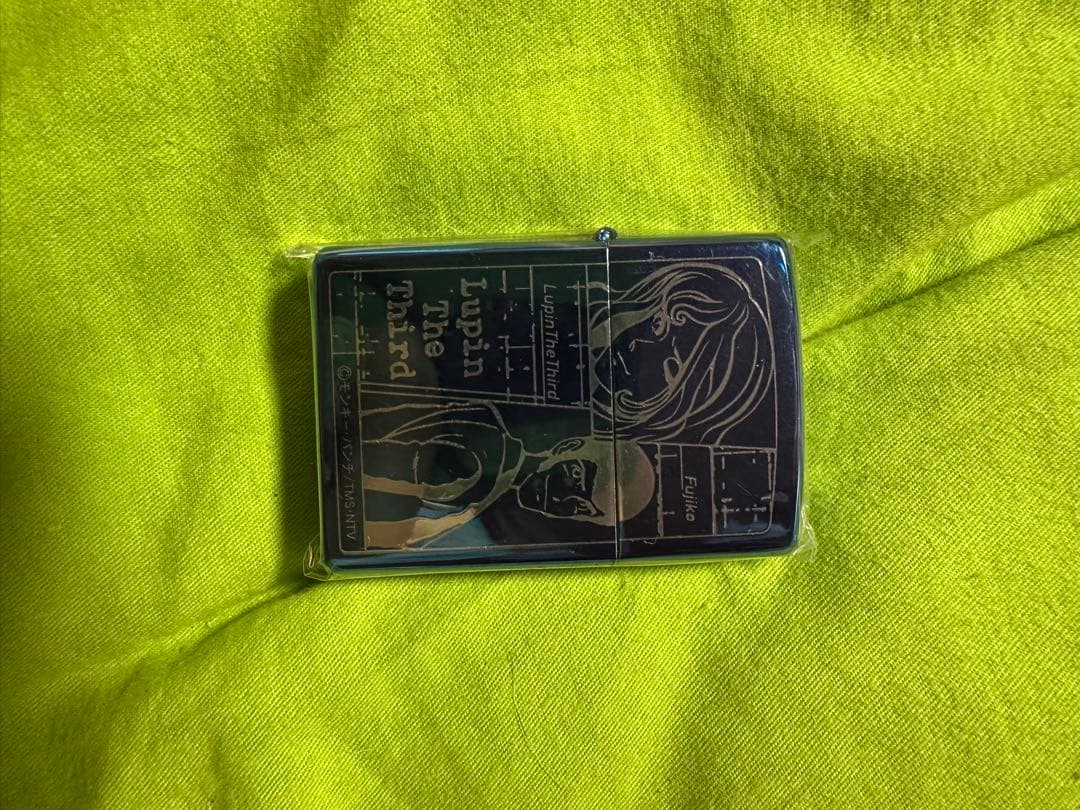 Fujiko
LupinTheThird
Lupin
The
Third
©モンキー・パンチ/TMS・NTV